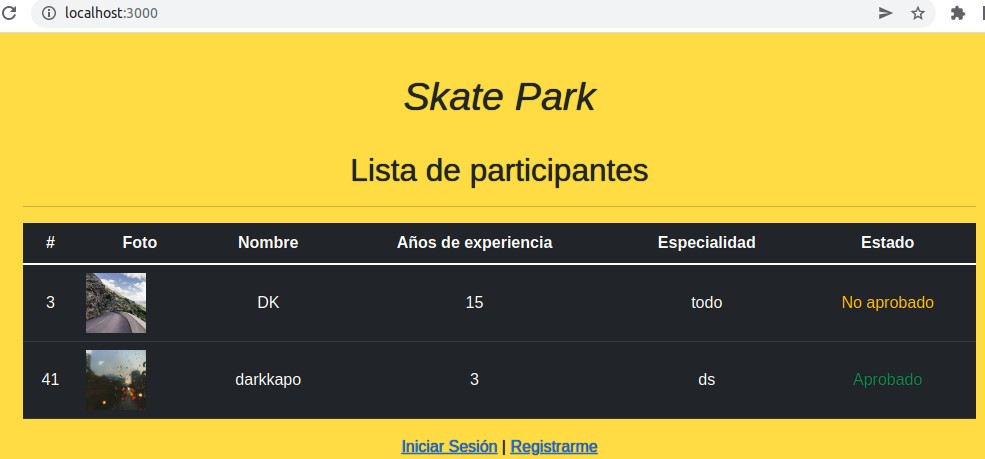 localhost:3000
Skate Park
Lista de participantes
# Foto Nombre Años de experiencia Especialidad Estado
3 DK 15 todo No aprobado
41 darkkapo 3 ds Aprobado
Iniciar Sesión | Registrarme